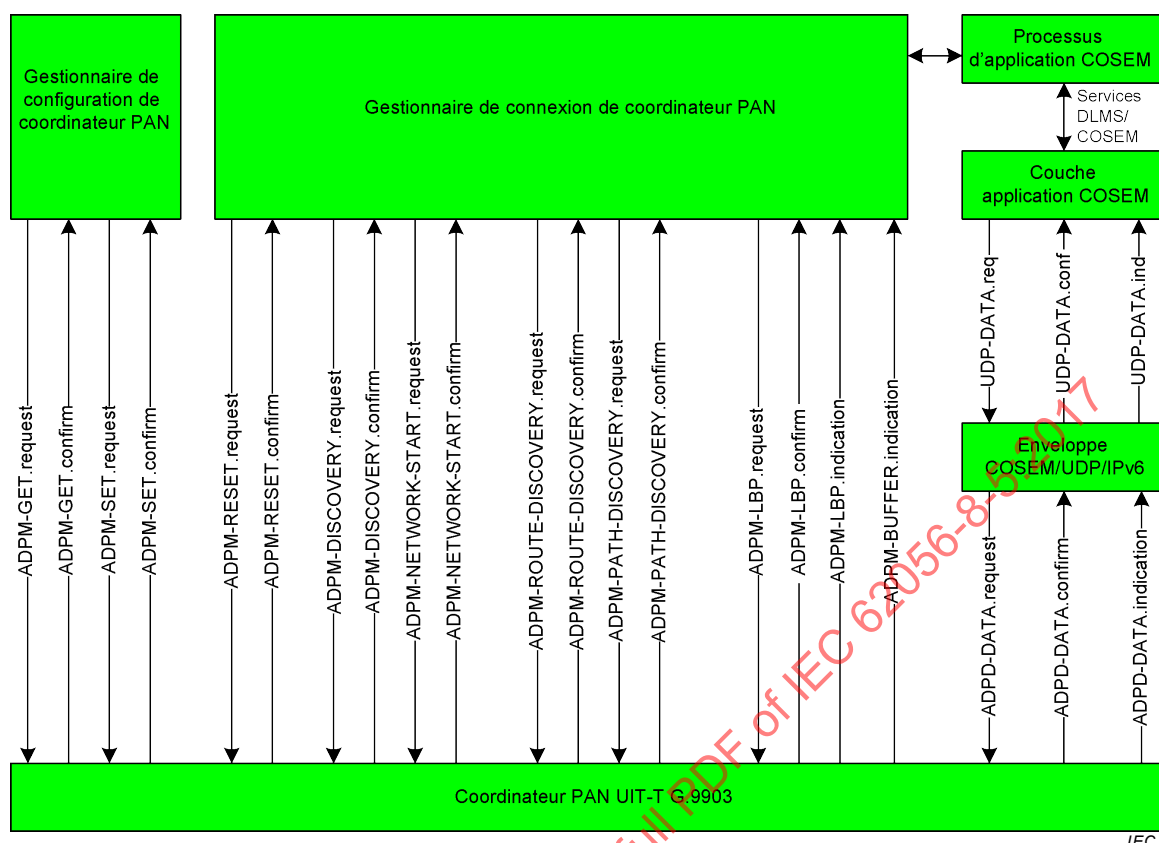 Gestionnaire de
configuration de
coordinateur PAN
Gestionnaire de connexion de coordinateur PAN
Processus
d'application COSEM
Services
DLMS/
COSEM
Couche
application COSEM
ADPM-GET.request
ADPM-GET.confirm
ADPM-SET.request
ADPM-SET.confirm
ADPM-RESET.request
ADPM-RESET.confirm
ADPM-DISCOVERY.request
ADPM-DISCOVERY.confirm
ADPM-NETWORK-START.request
ADPM-NETWORK-START.confirm
ADPM-ROUTE-DISCOVERY.request
ADPM-ROUTE-DISCOVERY.confirm
ADPM-PATH-DISCOVERY.request
ADPM-PATH-DISCOVERY.confirm
ADPM-LBP.request
ADPM-LBP.confirm
ADPM-LBP.indication
ADPM-BUFFER.indication
UDP-DATA.req
UDP-DATA.conf
UDP-DATA.ind
Enveloppe
COSEM/UDP/IPv6
ADPD-DATA.request
ADPD-DATA.confirm
ADPD-DATA.indication
Coordinateur PAN UIT-T G.9903
full PDF of IEC 62056-8-5:2017
IEC